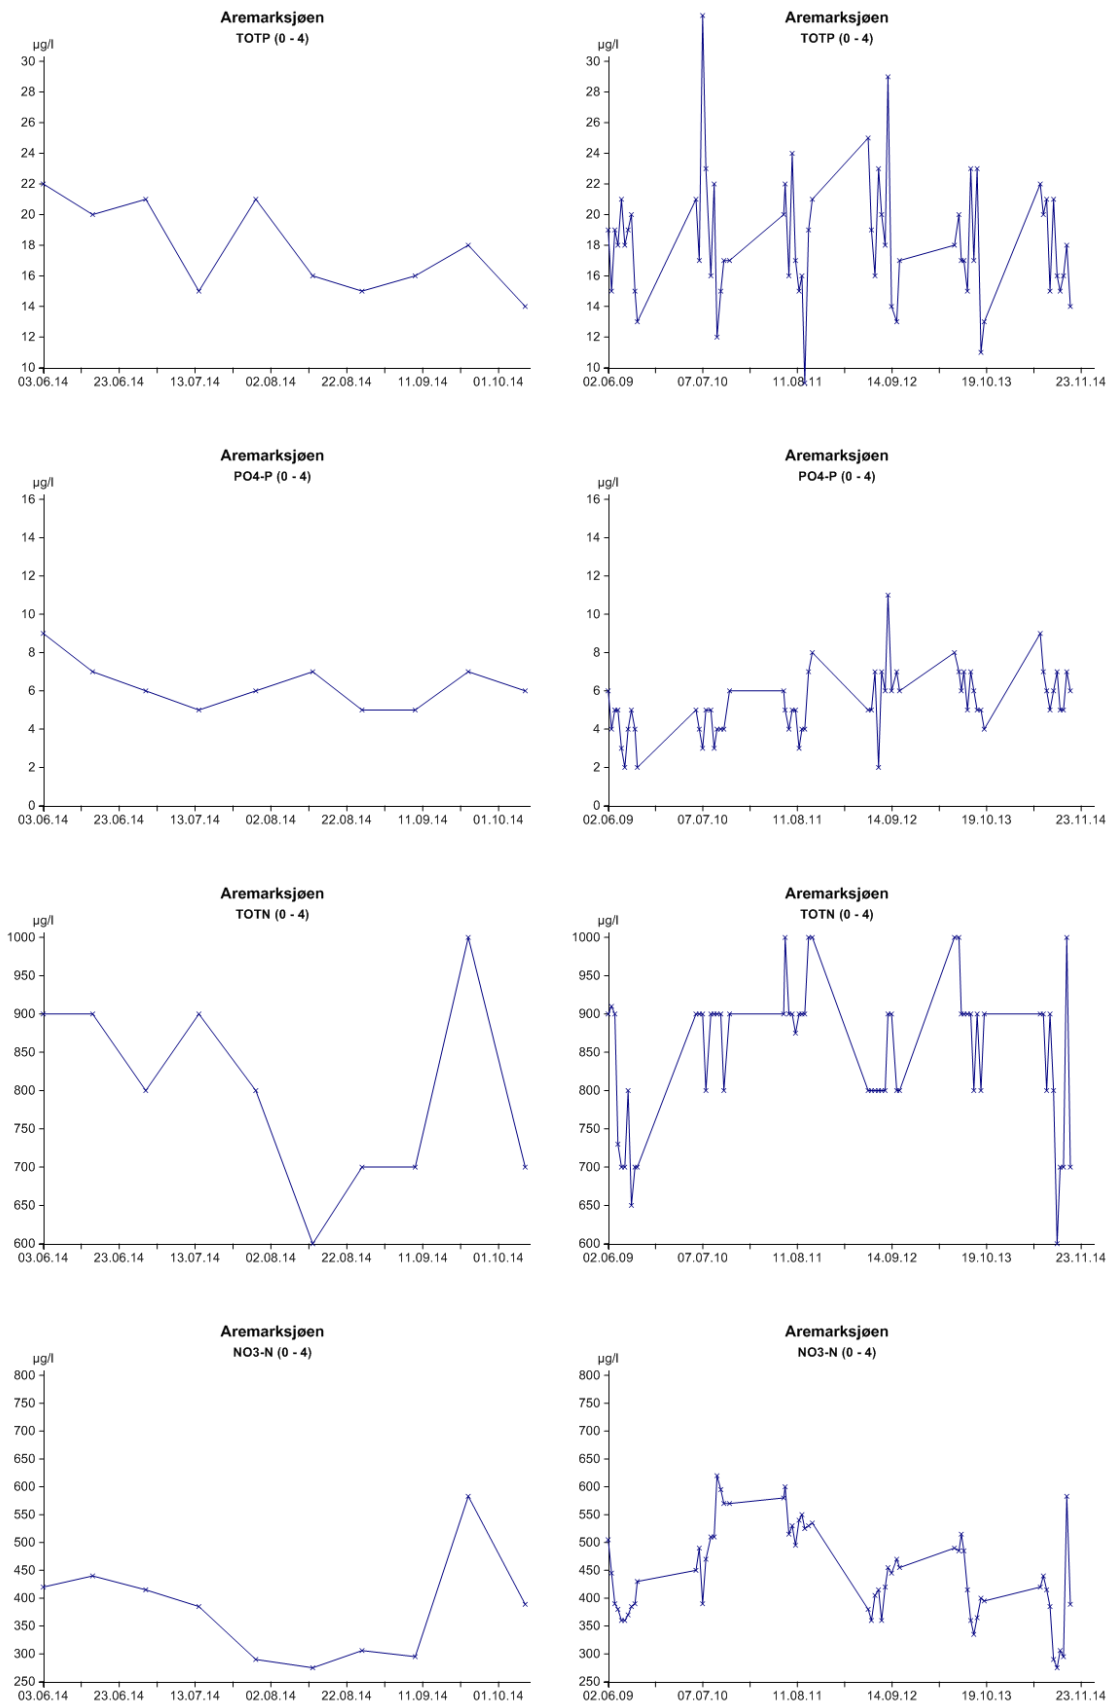 Aremarksjøen
TOTP (0 - 4)
µg/l
30
28
26
24
22
20
18
16
14
12
10
03.06.14 23.06.14 13.07.14 02.08.14 22.08.14 11.09.14 01.10.14
Aremarksjøen
TOTP (0 - 4)
µg/l
30
28
26
24
22
20
18
16
14
12
10
02.06.09 07.07.10 11.08.11 14.09.12 19.10.13 23.11.14
Aremarksjøen
PO4-P (0 - 4)
µg/l
16
14
12
10
8
6
4
2
0
03.06.14 23.06.14 13.07.14 02.08.14 22.08.14 11.09.14 01.10.14
Aremarksjøen
PO4-P (0 - 4)
µg/l
16
14
12
10
8
6
4
2
0
02.06.09 07.07.10 11.08.11 14.09.12 19.10.13 23.11.14
Aremarksjøen
TOTN (0 - 4)
µg/l
1000
950
900
850
800
750
700
650
600
03.06.14 23.06.14 13.07.14 02.08.14 22.08.14 11.09.14 01.10.14
Aremarksjøen
TOTN (0 - 4)
µg/l
1000
950
900
850
800
750
700
650
600
02.06.09 07.07.10 11.08.11 14.09.12 19.10.13 23.11.14
Aremarksjøen
NO3-N (0 - 4)
µg/l
800
750
700
650
600
550
500
450
400
350
300
250
03.06.14 23.06.14 13.07.14 02.08.14 22.08.14 11.09.14 01.10.14
Aremarksjøen
NO3-N (0 - 4)
µg/l
800
750
700
650
600
550
500
450
400
350
300
250
02.06.09 07.07.10 11.08.11 14.09.12 19.10.13 23.11.14